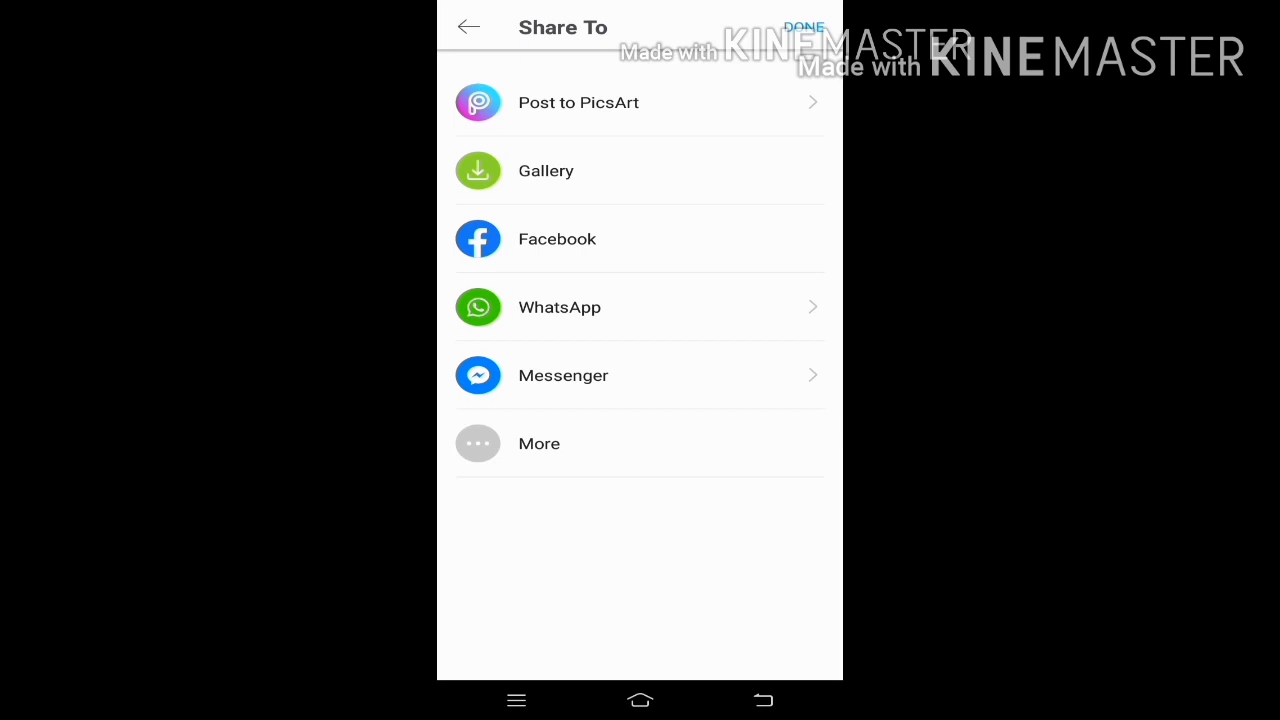 Share To
DONE
Made with KINEMASTER
Made with KINEMASTER
Post to PicsArt
Gallery
Facebook
WhatsApp
Messenger
More